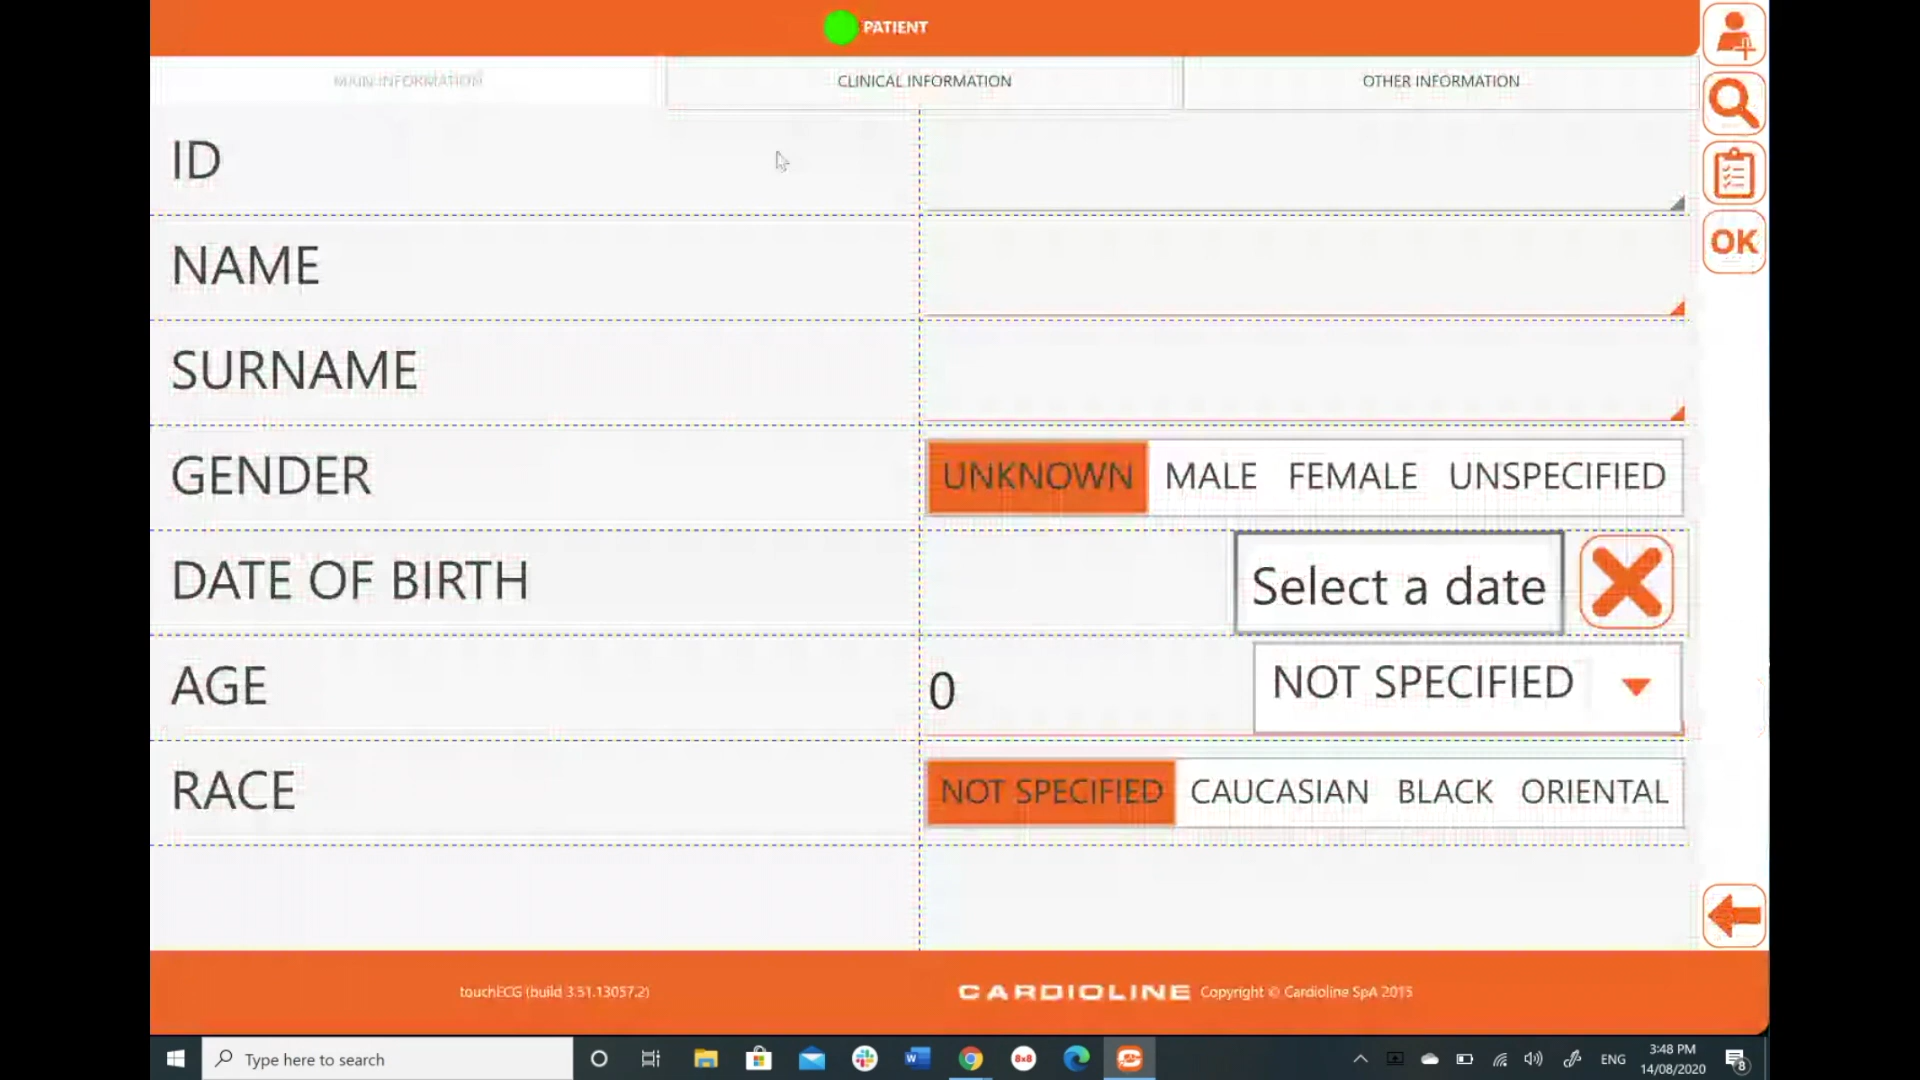 PATIENT
MAIN INFORMATION
CLINICAL INFORMATION
OTHER INFORMATION
ID
NAME
OK
SURNAME
GENDER
UNKNOWN MALE FEMALE UNSPECIFIED
DATE OF BIRTH
Select a date
AGE
0
NOT SPECIFIED
RACE
NOT SPECIFIED CAUCASIAN BLACK ORIENTAL
touchECG (build 3.51.13057.2)
CARDIOLINE Copyright © Cardioline SpA 2015
Type here to search
W
8x8
ENG
3:48 PM
14/08/2020
8